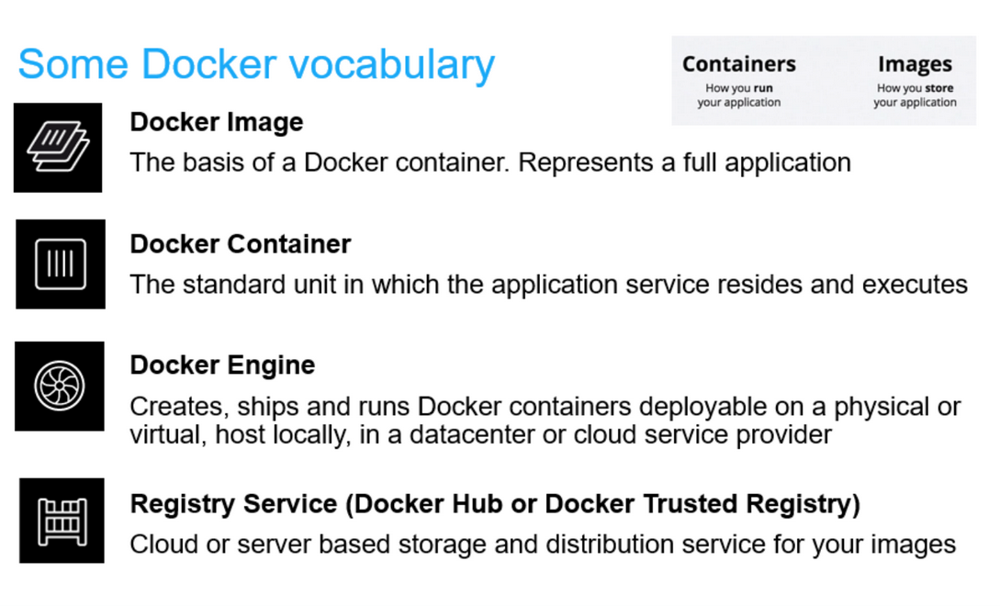 Some Docker vocabulary
Containers
How you run
your application
Images
How you store
your application
Docker Image
The basis of a Docker container. Represents a full application
Docker Container
The standard unit in which the application service resides and executes
Docker Engine
Creates, ships and runs Docker containers deployable on a physical or
virtual, host locally, in a datacenter or cloud service provider
Registry Service (Docker Hub or Docker Trusted Registry)
Cloud or server based storage and distribution service for your images